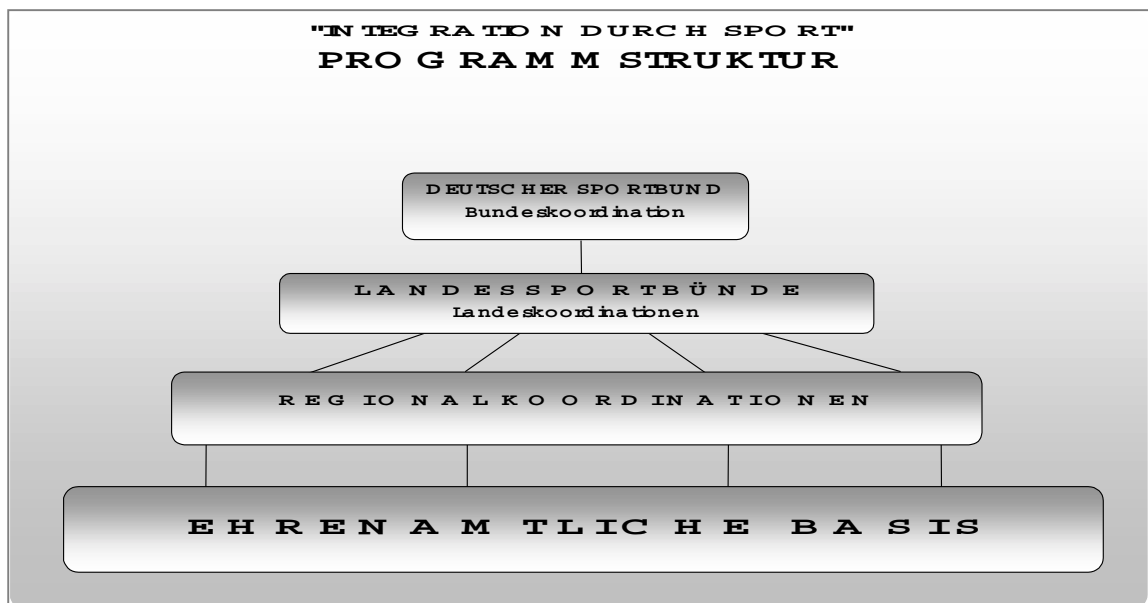 "INTEGRATION DURCH SPORT"
PROGRAMMSTRUKTUR
DEUTSCHER SPORTBUND
Bundeskoordination
LANDESSPORTBÜNDE
Landeskoordinationen
REGIONALKOORDINATIONEN
EHRENAMTLICHE BASIS